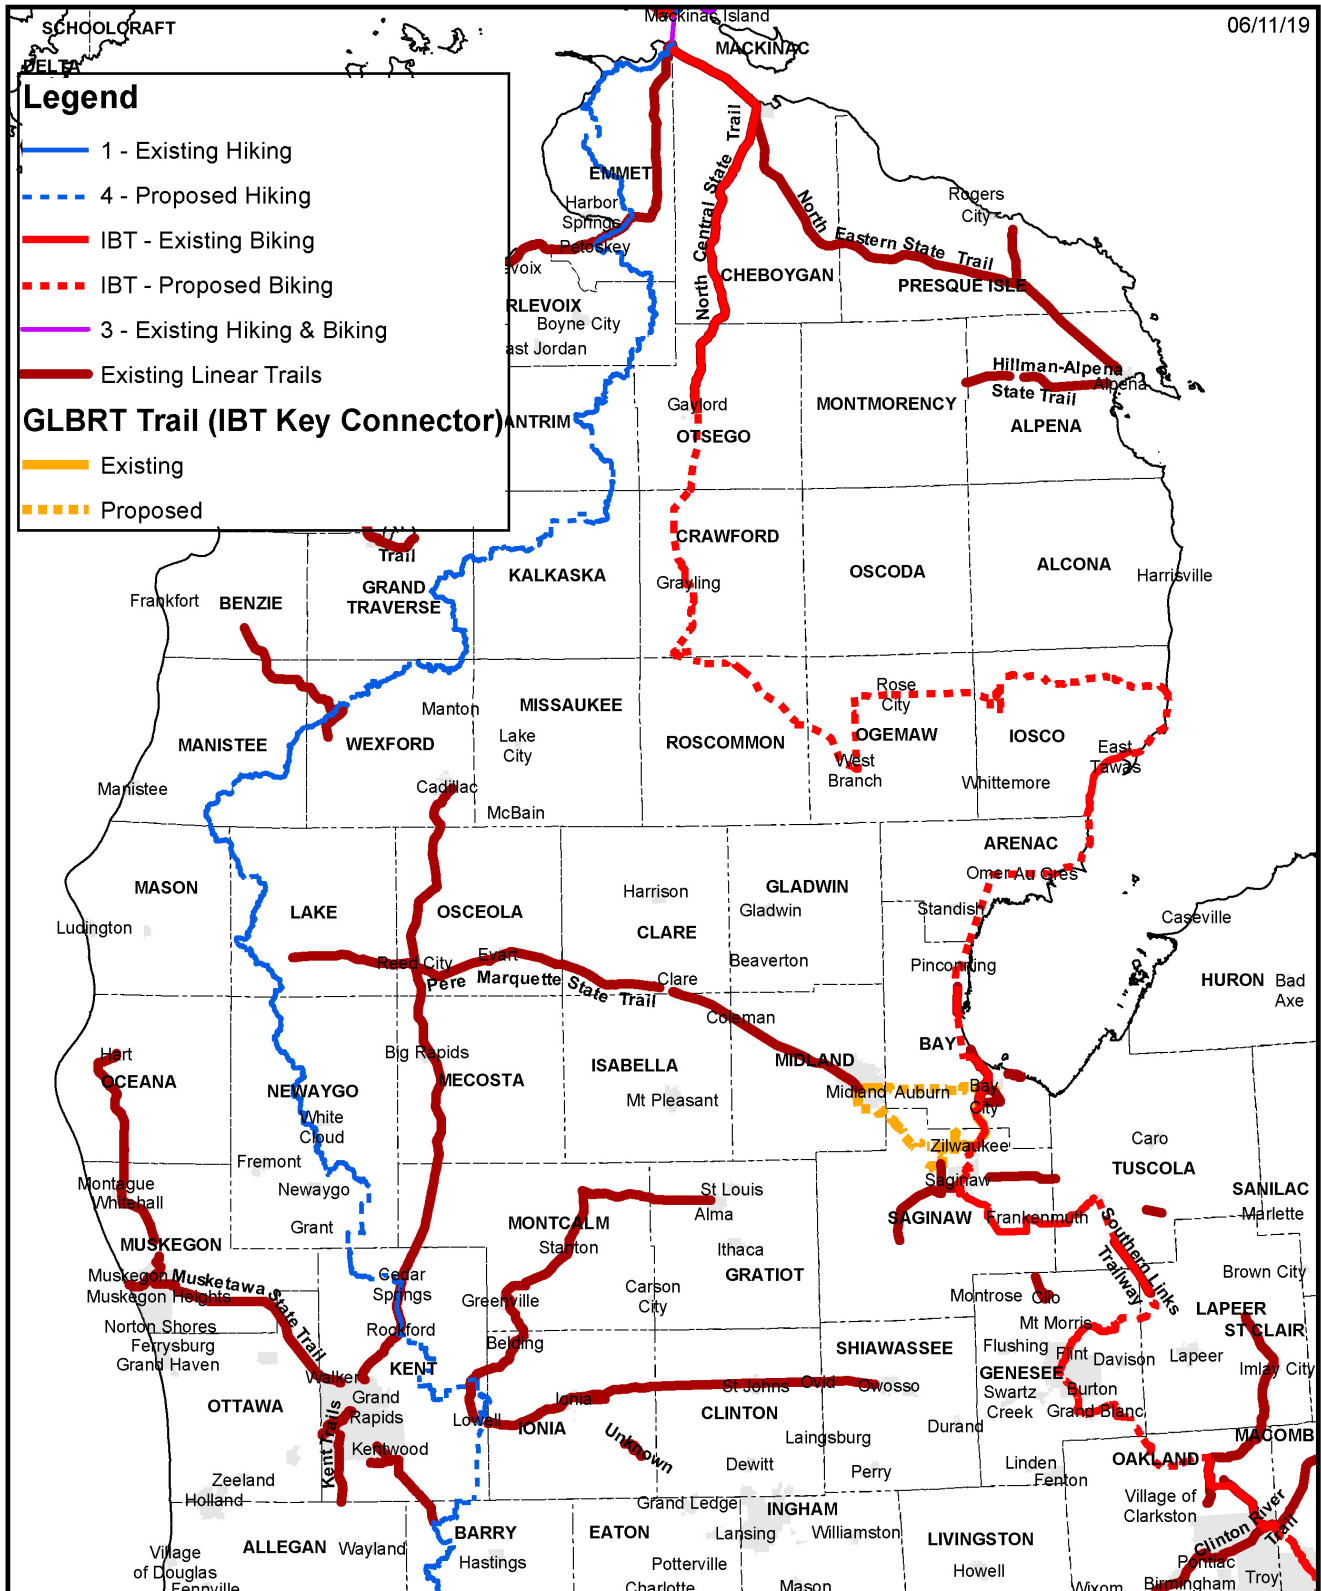 Mackinac Island
06/11/19
SCHOOLCRAFT
MACKINAC
DELTA
Legend
1 - Existing Hiking
4 - Proposed Hiking
IBT - Existing Biking
IBT - Proposed Biking
3 - Existing Hiking & Biking
Existing Linear Trails
GLBRT Trail (IBT Key Connector)
Existing
Proposed
EMMET
Harbor
Springs
Petoskey
evoix
RLEVOIX
Boyne City
ast Jordan
North Central State Trail
CHEBOYGAN
North Eastern State Trail
Rogers
City
PRESQUE ISLE
Hillman-Alpena
State Trail
Alpena
ANTRIM
Gaylord
OTSEGO
MONTMORENCY
ALPENA
Trail
CRAWFORD
Grayling
KALKASKA
GRAND
TRAVERSE
OSCODA
ALCONA
Harrisville
Frankfort
BENZIE
Manton
MISSAUKEE
Lake
City
MANISTEE
WEXFORD
ROSCOMMON
Rose
City
OGEMAW
West
Branch
IOSCO
East
Tawas
Whittemore
Manistee
Cadillac
McBain
ARENAC
Omer
Au Gres
MASON
LAKE
OSCEOLA
Harrison
CLARE
GLADWIN
Gladwin
Standish
Ludington
Caseville
Reed City
Evart
Pere Marquette State Trail
Clare
Beaverton
Pinconning
HURON
Bad
Axe
Coleman
Hart
OCEANA
Big Rapids
MECOSTA
ISABELLA
MIDLAND
BAY
NEWAYGO
White
Cloud
Mt Pleasant
Midland
Auburn
Bay
City
Zilwaukee
Caro
TUSCOLA
Fremont
Newaygo
Montague
Whitehall
St Louis
Alma
Saginaw
SANILAC
Marlette
Grant
MONTCALM
Stanton
SAGINAW
Frankenmuth
Southern Links
Trailway
MUSKEGON
Ithaca
GRATIOT
Muskegon
Musketawa State Trail
Muskegon Heights
Cedar
Springs
Greenville
Carson
City
Montrose
Clio
Brown City
Norton Shores
Rockford
Belding
Mt Morris
LAPEER
ST CLAIR
Ferrysburg
Grand Haven
KENT
SHIAWASSEE
Flushing
Flint
Davison
Lapeer
Imlay City
Walker
Grand
Rapids
St Johns
Ovid
Owosso
GENESEE
Swartz
Creek
Burton
Grand Blanc
OTTAWA
Kent Trails
Lowell
Ionia
IONIA
CLINTON
Durand
MACOMB
Kentwood
Unknown
Laingsburg
OAKLAND
Zeeland
Holland
Dewitt
Perry
Linden
Fenton
Village of
Clarkston
Grand Ledge
INGHAM
Clinton River
Trail
ALLEGAN
Wayland
BARRY
EATON
Lansing
Williamston
LIVINGSTON
Village
of Douglas
Fennville
Hastings
Potterville
Charlotte
Mason
Howell
Wixom
Pontiac
Birmingham
Troy